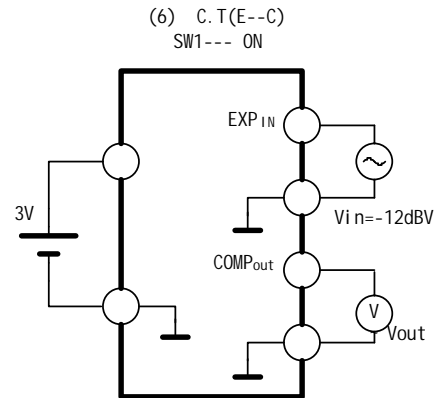 (6) C.T(E--C)
SW1--- ON
EXPIN
3V
Vin=-12dBV
COMPout
V
Vout